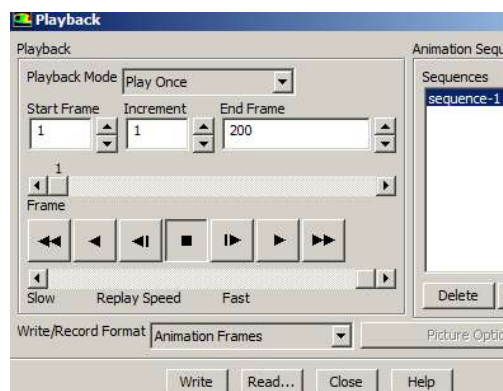 Playback
Playback
Animation Sequ
Playback Mode Play Once
Sequences
sequence-1
Start Frame Increment End Frame
1 1 200
1
Frame
Slow Replay Speed Fast
Delete
Write/Record Format Animation Frames
Picture Optio
Write Read... Close Help